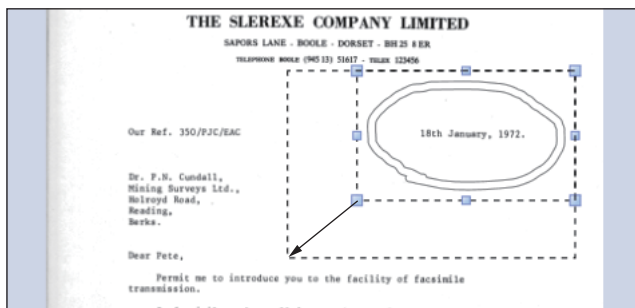 THE SLEREXE COMPANY LIMITED
SAPORS LANE - BOOLE - DORSET - BH 25 8 ER
TELEPHONE BOOLE (945 13) 51617 - TELEX 123456
Our Ref. 350/PJC/EAC
18th January, 1972.
Dr. P.N. Cundall,
Mining Surveys Ltd.,
Holroyd Road,
Reading,
Berks.
Dear Pete,
Permit me to introduce you to the facility of facsimile
transmission.